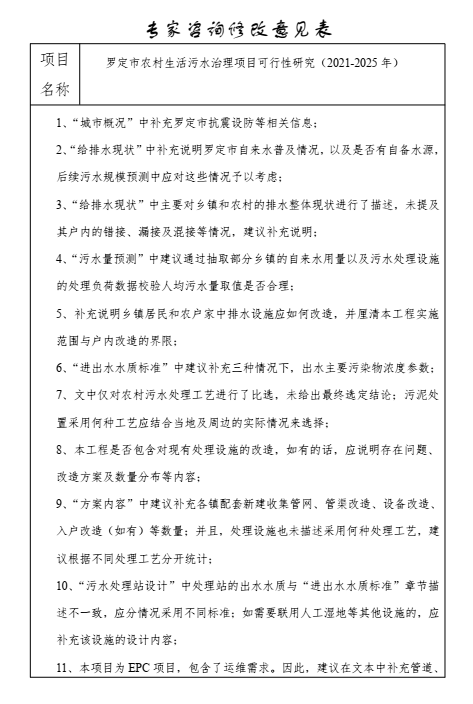 专家咨询修改意见表
项目
名称
罗定市农村生活污水治理项目可行性研究（2021-2025 年）
1、“城市概况”中补充罗定市抗震设防等相关信息；
2、“给排水现状”中补充说明罗定市自来水普及情况，以及是否有自备水源，
后续污水规模预测中应对这些情况予以考虑；
3、“给排水现状”中主要对乡镇和农村的排水整体现状进行了描述，未提及
其户内的错接、漏接及混接等情况，建议补充说明；
4、“污水量预测”中建议通过抽取部分乡镇的自来水用量以及污水处理设施
的处理负荷数据校验人均污水量取值是否合理；
5、补充说明乡镇居民和农户家中排水设施应如何改造，并厘清本工程实施
范围与户内改造的界限；
6、“进出水水质标准”中建议补充三种情况下，出水主要污染物浓度参数；
7、文中仅对农村污水处理工艺进行了比选，未给出最终选定结论；污泥处
置采用何种工艺应结合当地及周边的实际情况来选择；
8、本工程是否包含对现有处理设施的改造，如有的话，应说明存在问题、
改造方案及数量分布等内容；
9、“方案内容”中建议补充各镇配套新建收集管网、管渠改造、设备改造、
入户改造（如有）等数量；并且，处理设施也未描述采用何种处理工艺，建
议根据不同处理工艺分开统计；
10、“污水处理站设计”中处理站的出水水质与“进出水水质标准”章节描
述不一致，应分情况采用不同标准；如需要联用人工湿地等其他设施的，应
补充该设施的设计内容；
11、本项目为 EPC 项目，包含了运维需求。因此，建议在文本中补充管道、